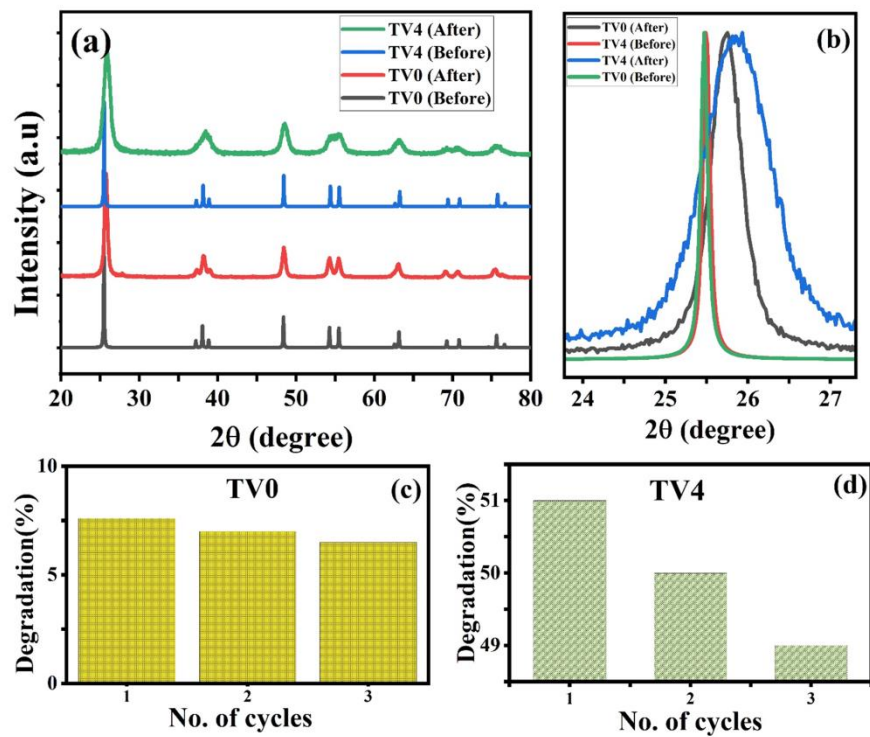 (a)
TV4 (After)
TV4 (Before)
TV0 (After)
TV0 (Before)
Intensity (a.u)
20 30 40 50 60 70 80
2θ (degree)
(b)
TV0 (After)
TV4 (Before)
TV4 (After)
TV0 (Before)
24 25 26 27
2θ (degree)
TV0
(c)
Degradation(%)
10
5
0
1 2 3
No. of cycles
TV4
(d)
Degradation(%)
51
50
49
1 2 3
No. of cycles